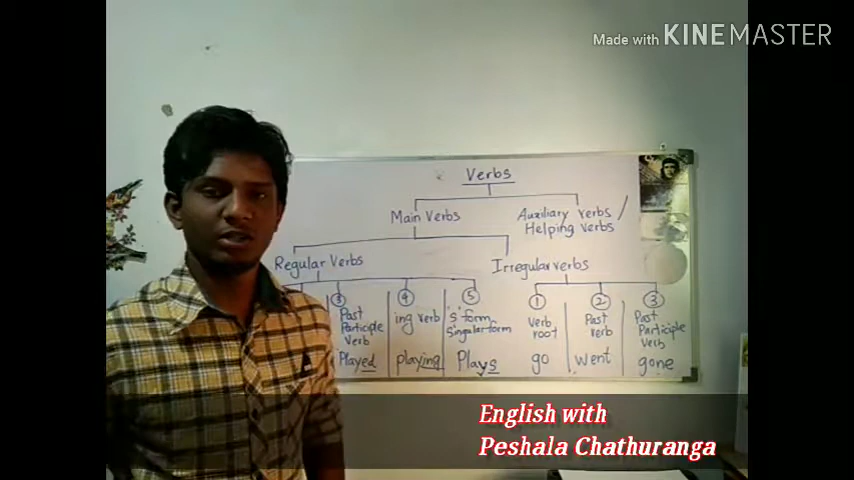 Made with KINEMASTER
Verbs
Main Verbs
Auxiliary verbs /
Helping verbs
Regular Verbs
Irregular verbs
③ ④ ⑤ ① ② ③
Past
Participle
Verb
Played
ing verb
playing
's' form
Singular form
Plays
Verb
root
go
Past
verb
went
Past
Participle
Verb
gone
English with
Peshala Chathuranga